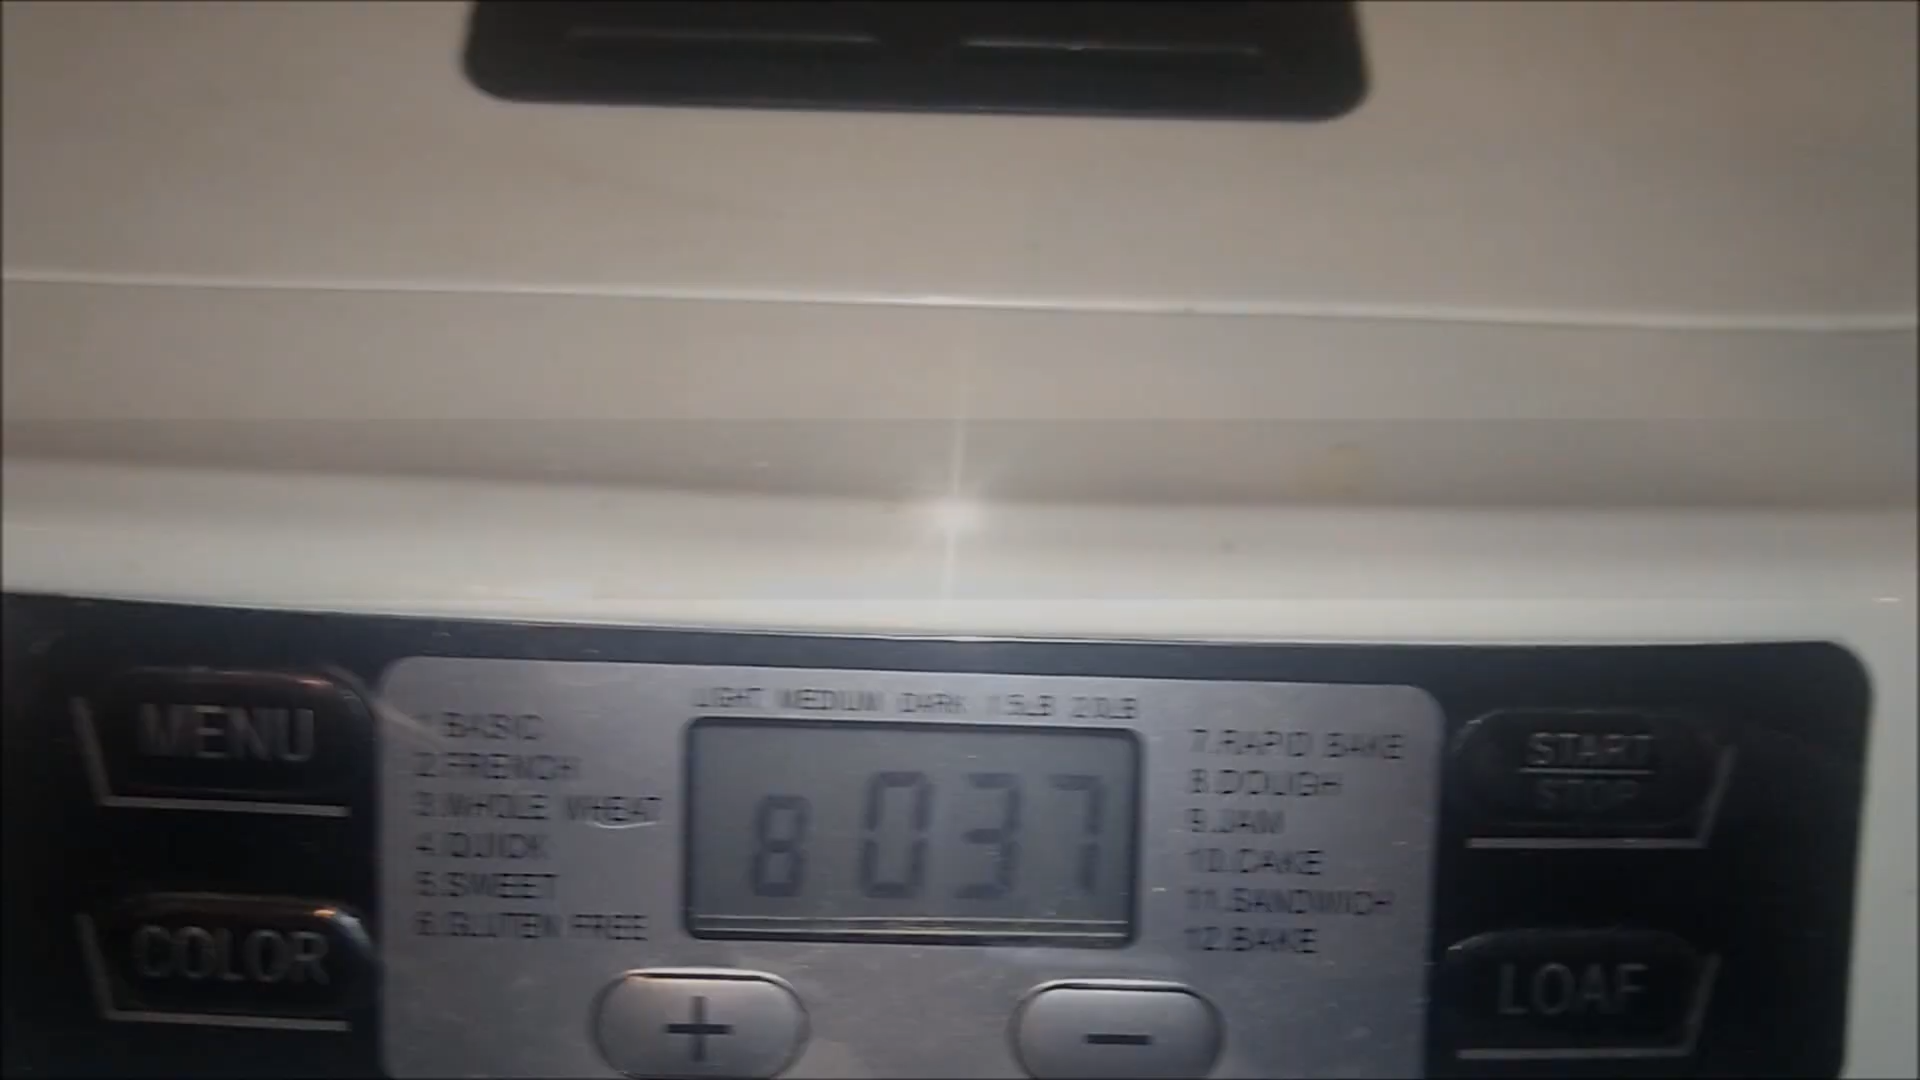 LIGHT MEDIUM DARK 1.5LB 2.0LB
MENU
1.BASIC
2.FRENCH
3.WHOLE WHEAT
4.QUICK
5.SWEET
6.GLUTEN FREE
8 037
7.RAPID BAKE
8.DOUGH
9.JAM
10.CAKE
11.SANDWICH
12.BAKE
START
STOP
COLOR
+
−
LOAF